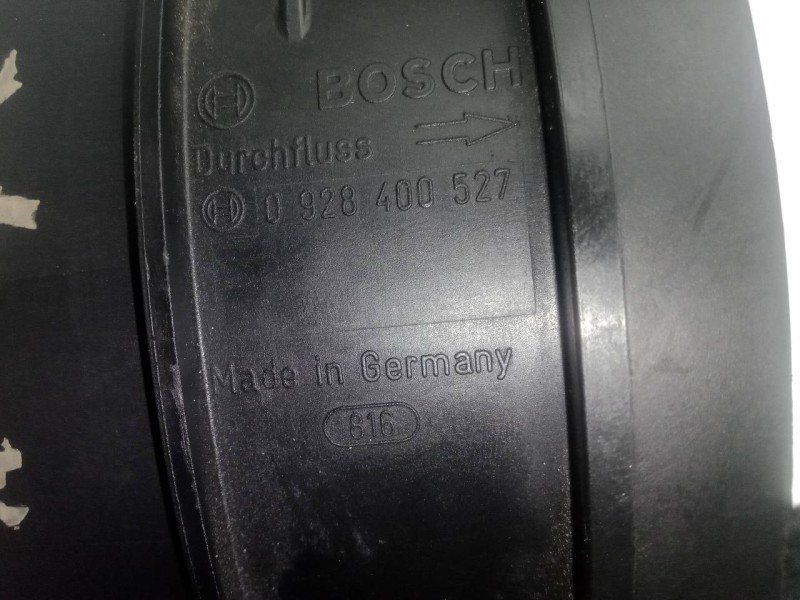 BOSCH
Durchfluss
0 928 400 527
Made in Germany
816